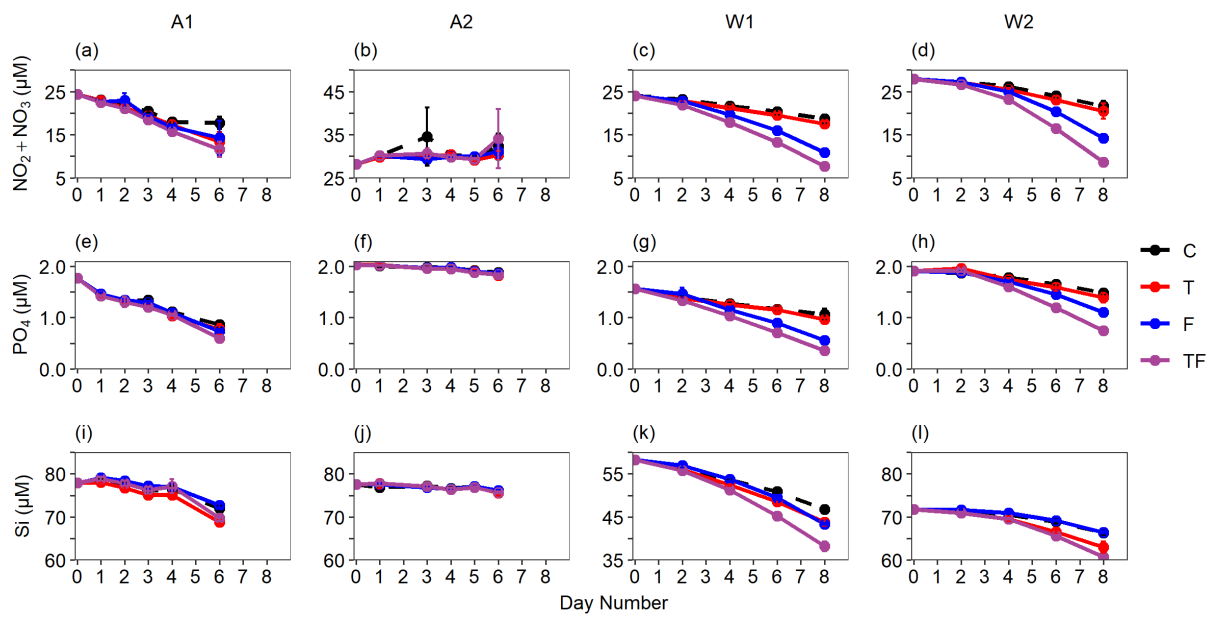 A1 A2 W1 W2
(a) (b) (c) (d)
NO₂ + NO₃ (µM)
25 15 5
45 35 25
25 15 5
25 15 5
0 1 2 3 4 5 6 7 8
0 1 2 3 4 5 6 7 8
0 1 2 3 4 5 6 7 8
0 1 2 3 4 5 6 7 8
(e) (f) (g) (h)
PO₄ (µM)
2.0 1.0 0.0
2.0 1.0 0.0
2.0 1.0 0.0
2.0 1.0 0.0
0 1 2 3 4 5 6 7 8
0 1 2 3 4 5 6 7 8
0 1 2 3 4 5 6 7 8
0 1 2 3 4 5 6 7 8
C
T
F
TF
(i) (j) (k) (l)
Si (µM)
80 70 60
80 70 60
55 45 35
80 70 60
0 1 2 3 4 5 6 7 8
0 1 2 3 4 5 6 7 8
0 1 2 3 4 5 6 7 8
0 1 2 3 4 5 6 7 8
Day Number